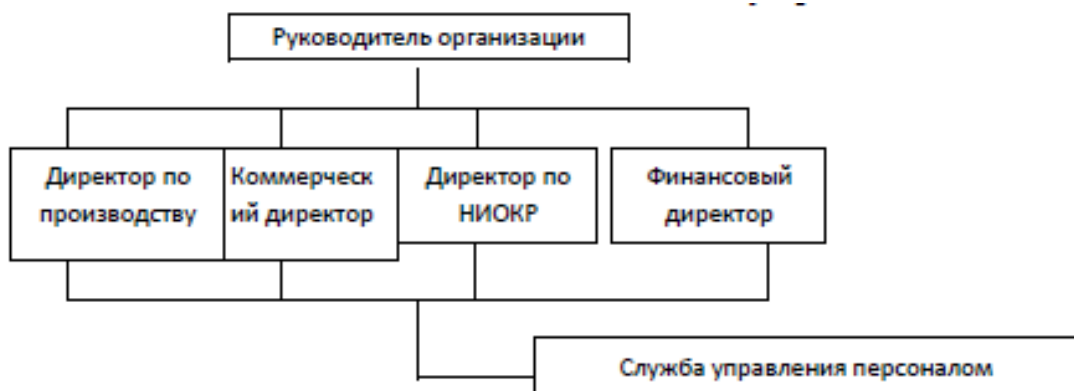 Руководитель организации
Директор по
производству
Коммерческ
ий директор
Директор по
НИОКР
Финансовый
директор
Служба управления персоналом